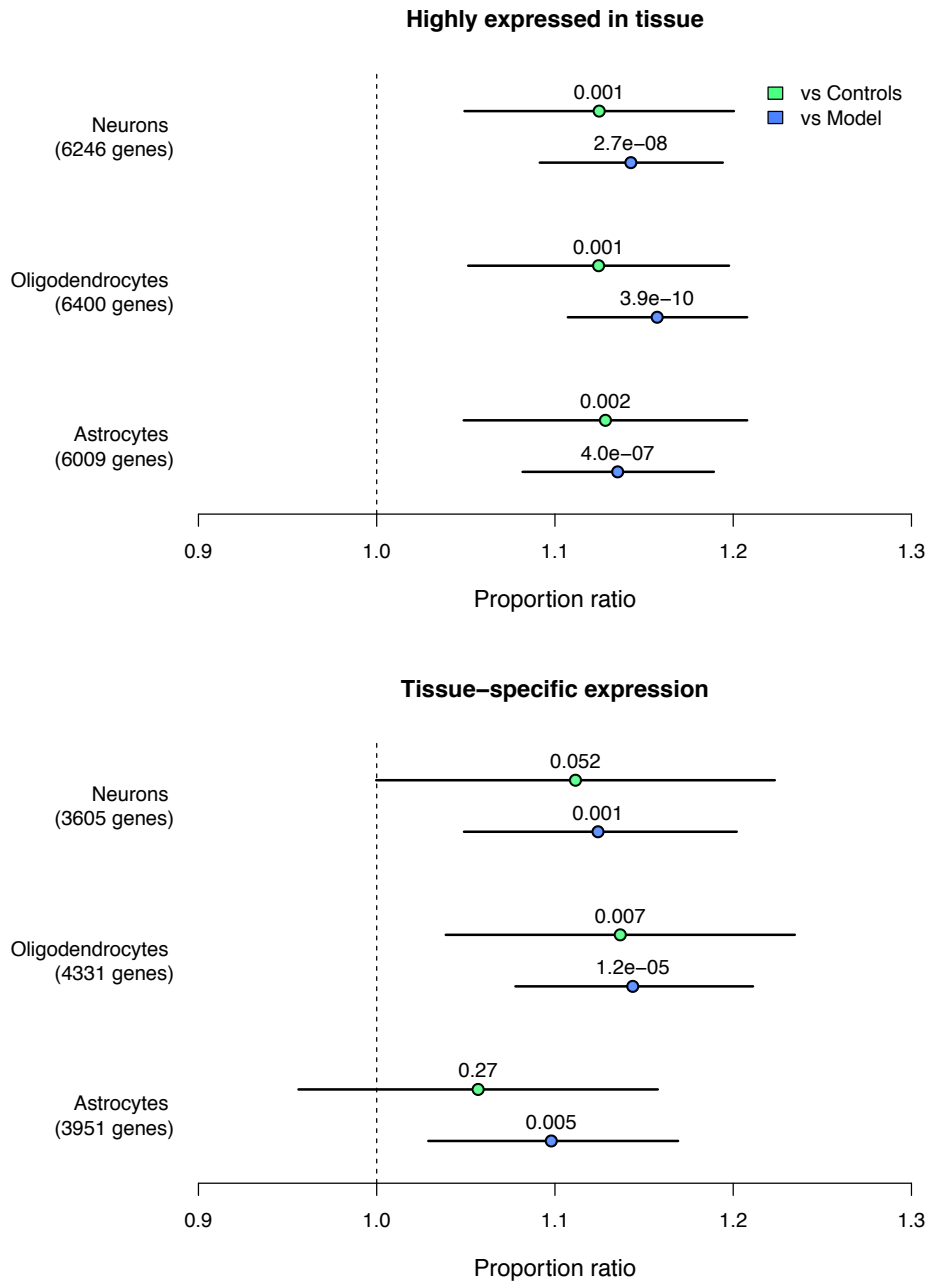 Highly expressed in tissue
vs Controls
vs Model
Neurons
(6246 genes)
0.001
2.7e−08
Oligodendrocytes
(6400 genes)
0.001
3.9e−10
Astrocytes
(6009 genes)
0.002
4.0e−07
0.9 1.0 1.1 1.2 1.3
Proportion ratio
Tissue−specific expression
Neurons
(3605 genes)
0.052
0.001
Oligodendrocytes
(4331 genes)
0.007
1.2e−05
Astrocytes
(3951 genes)
0.27
0.005
0.9 1.0 1.1 1.2 1.3
Proportion ratio